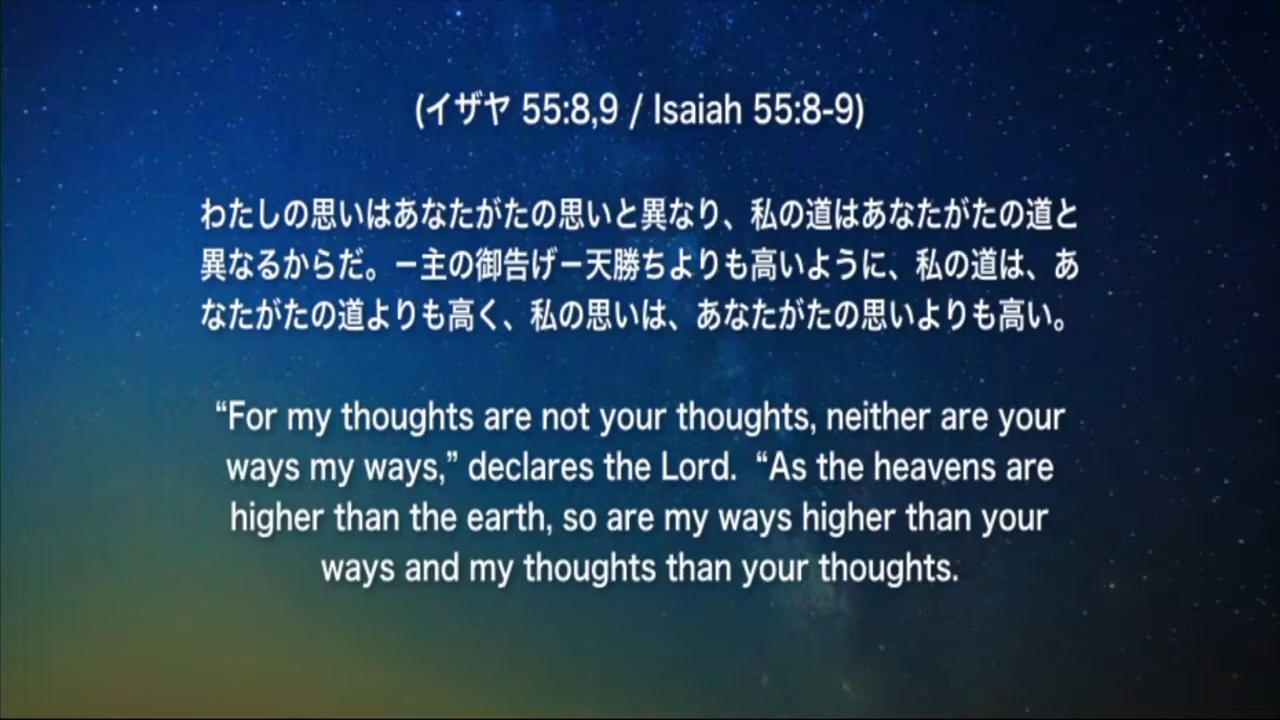 (イザヤ 55:8,9 / Isaiah 55:8-9)
わたしの思いはあなたがたの思いと異なり、私の道はあなたがたの道と
異なるからだ。ー主の御告げー天勝ちよりも高いように、私の道は、あ
なたがたの道よりも高く、私の思いは、あなたがたの思いよりも高い。
“For my thoughts are not your thoughts, neither are your
ways my ways,” declares the Lord.  “As the heavens are
higher than the earth, so are my ways higher than your
ways and my thoughts than your thoughts.